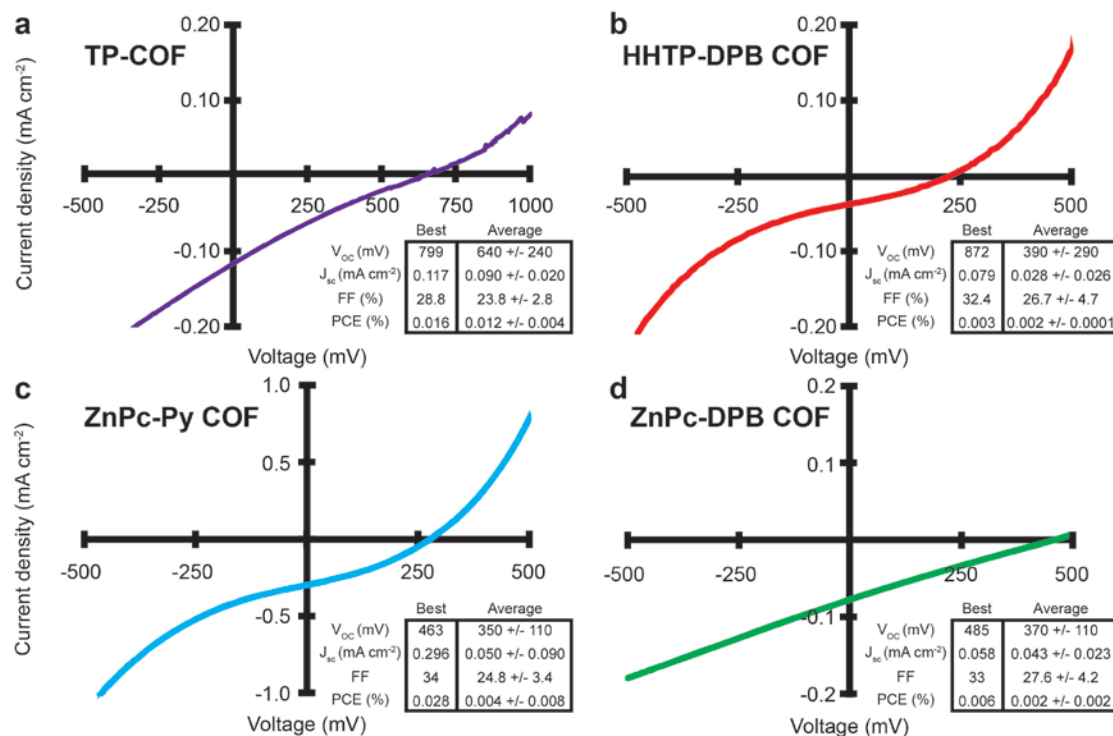 a
TP-COF
0.20
0.10
-0.10
-0.20
-500
-250
250
500
750
1000
Current density (mA cm-2)
Voltage (mV)
Best Average
VOC (mV) 799 640 +/- 240
Jsc (mA cm-2) 0.117 0.090 +/- 0.020
FF (%) 28.8 23.8 +/- 2.8
PCE (%) 0.016 0.012 +/- 0.004
b
HHTP-DPB COF
0.20
0.10
-0.10
-0.20
-500
-250
250
500
Voltage (mV)
Best Average
VOC (mV) 872 390 +/- 290
Jsc (mA cm-2) 0.079 0.028 +/- 0.026
FF (%) 32.4 26.7 +/- 4.7
PCE (%) 0.003 0.002 +/- 0.0001
c
ZnPc-Py COF
1.0
0.5
-0.5
-1.0
-500
-250
250
500
Current density (mA cm-2)
Voltage (mV)
Best Average
VOC (mV) 463 350 +/- 110
Jsc (mA cm-2) 0.296 0.050 +/- 0.090
FF 34 24.8 +/- 3.4
PCE (%) 0.028 0.004 +/- 0.008
d
ZnPc-DPB COF
0.2
0.1
-0.1
-0.2
-500
-250
250
500
Voltage (mV)
Best Average
VOC (mV) 485 370 +/- 110
Jsc (mA cm-2) 0.058 0.043 +/- 0.023
FF 33 27.6 +/- 4.2
PCE (%) 0.006 0.002 +/- 0.002